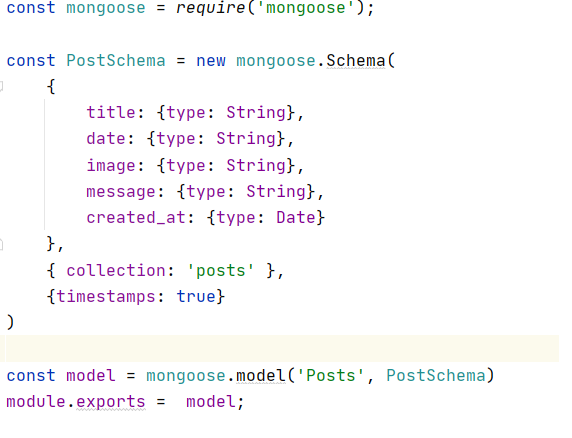 const mongoose = require('mongoose');
const PostSchema = new mongoose.Schema(
{
title: {type: String},
date: {type: String},
image: {type: String},
message: {type: String},
created_at: {type: Date}
},
{ collection: 'posts' },
{timestamps: true}
)
const model = mongoose.model('Posts', PostSchema)
module.exports =  model;